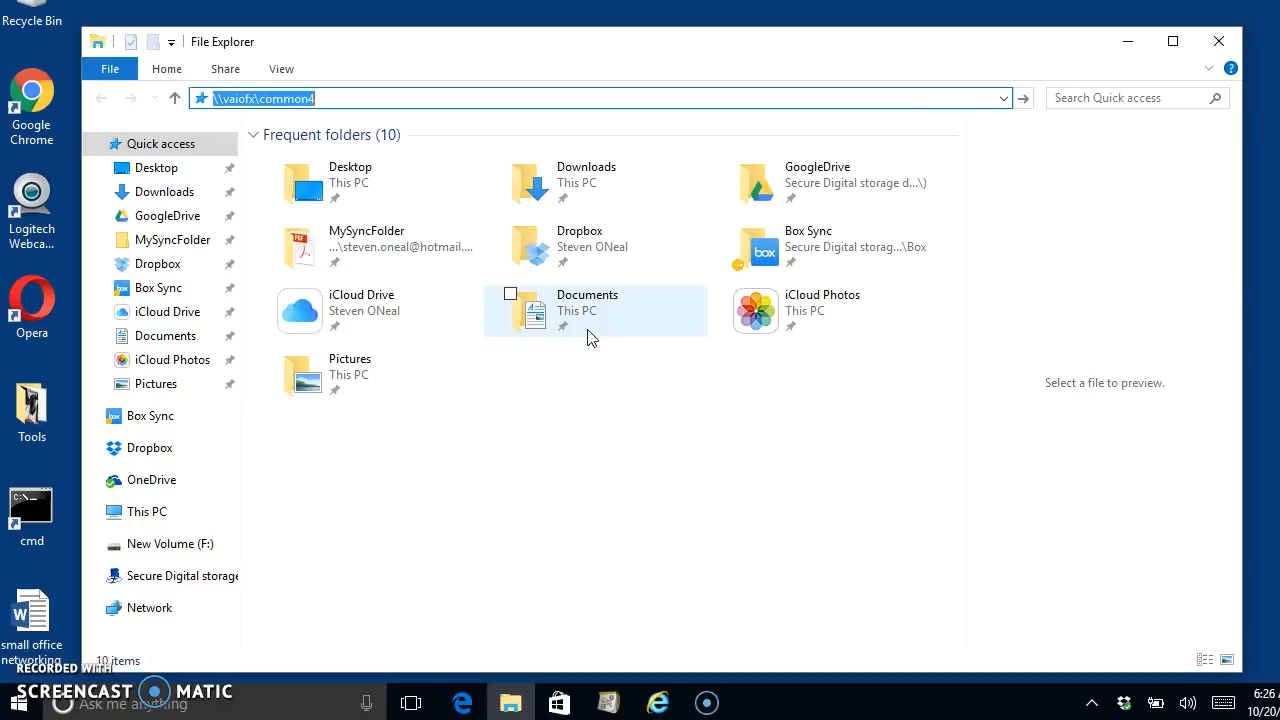 Recycle Bin
Google
Chrome
Logitech
Webca...
Opera
Tools
C:\_
cmd
small office
networking
File Explorer
File
Home
Share
View
\\vaiofx\common4
Search Quick access
Quick access
Desktop
Downloads
GoogleDrive
MySyncFolder
Dropbox
Box Sync
iCloud Drive
Documents
iCloud Photos
Pictures
Box Sync
Dropbox
OneDrive
This PC
New Volume (F:)
Secure Digital storage
Network
Frequent folders (10)
Desktop
This PC
Downloads
This PC
GoogleDrive
Secure Digital storage d...\)
MySyncFolder
...\steven.oneal@hotmail....
Dropbox
Steven ONeal
Box Sync
Secure Digital storag...\Box
box
iCloud Drive
Steven ONeal
Documents
This PC
iCloud Photos
This PC
Pictures
This PC
Select a file to preview.
10 items
RECORDED WITH
SCREENCAST MATIC
Ask me anything
6:26
10/20/